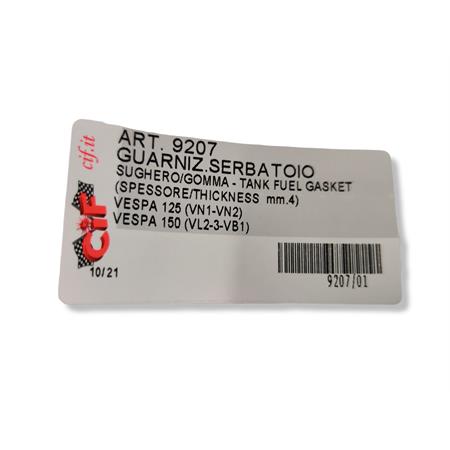 cif.it
CiF
10/21
ART. 9207
GUARNIZ.SERBATOIO
SUGHERO/GOMMA - TANK FUEL GASKET
(SPESSORE/THICKNESS mm.4)
VESPA 125 (VN1-VN2)
VESPA 150 (VL2-3-VB1)
9207/01